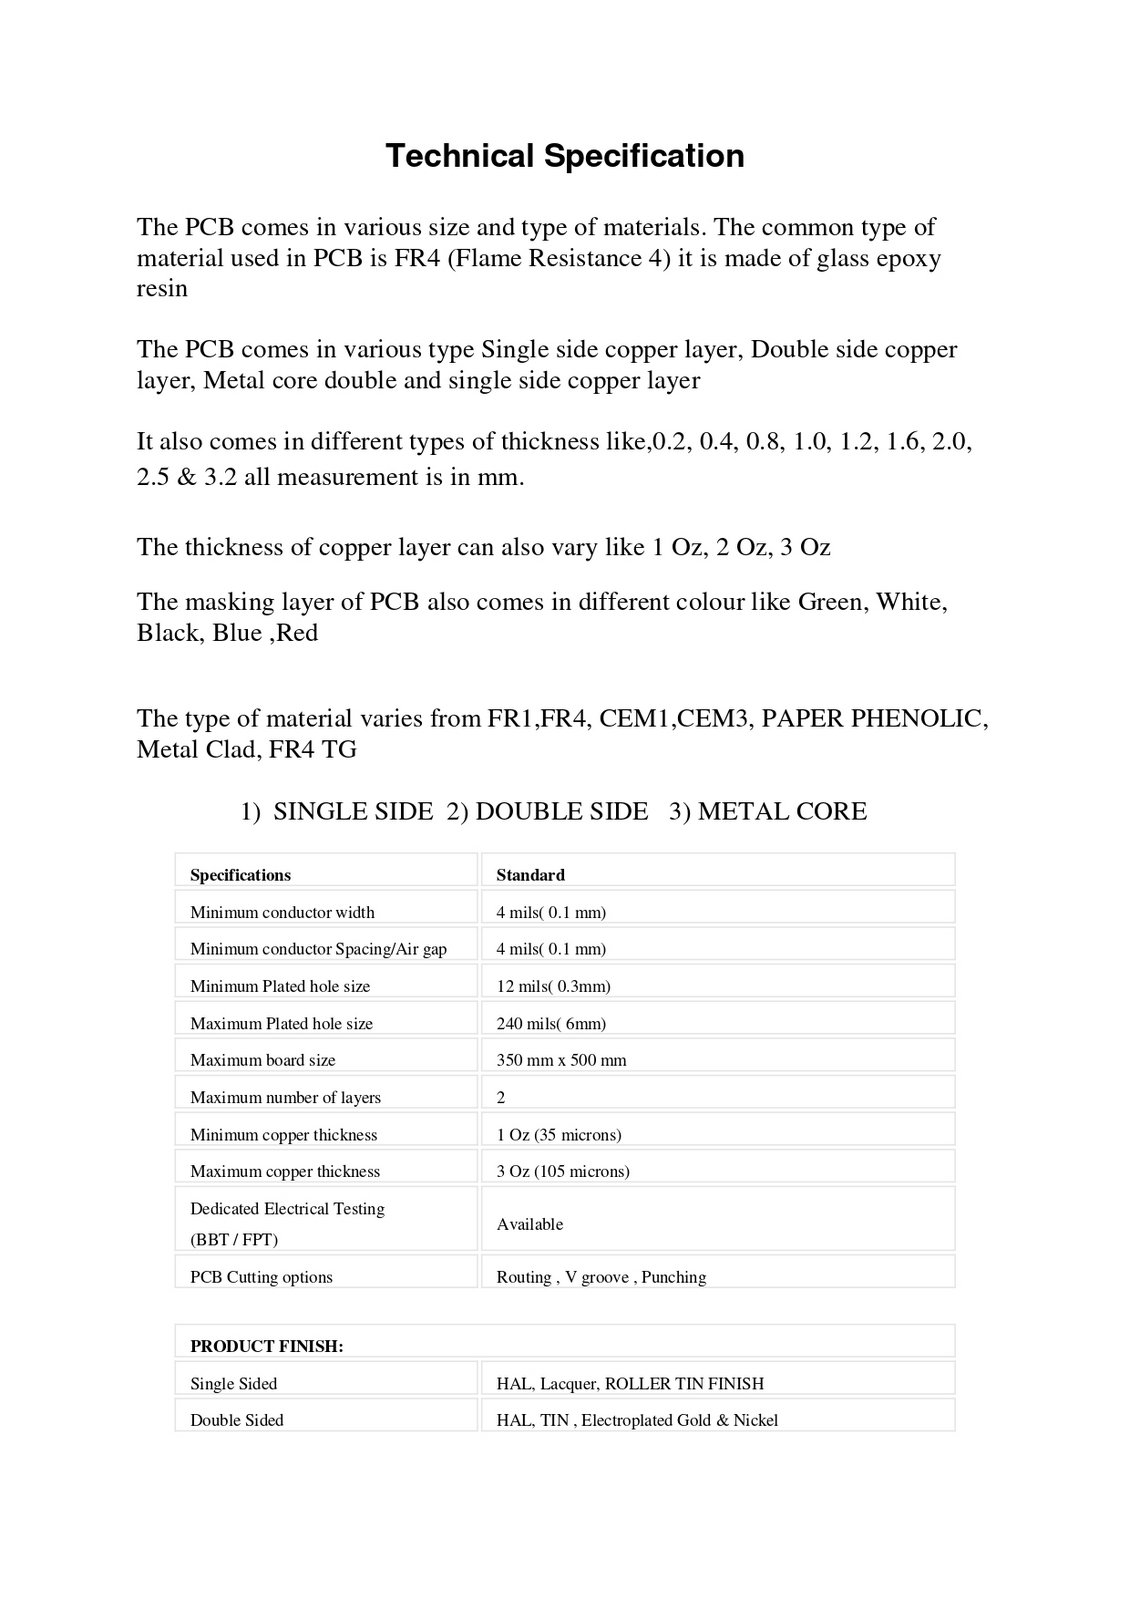 Technical Specification
The PCB comes in various size and type of materials. The common type of
material used in PCB is FR4 (Flame Resistance 4) it is made of glass epoxy
resin
The PCB comes in various type Single side copper layer, Double side copper
layer, Metal core double and single side copper layer
It also comes in different types of thickness like,0.2, 0.4, 0.8, 1.0, 1.2, 1.6, 2.0,
2.5 & 3.2 all measurement is in mm.
The thickness of copper layer can also vary like 1 Oz, 2 Oz, 3 Oz
The masking layer of PCB also comes in different colour like Green, White,
Black, Blue ,Red
The type of material varies from FR1,FR4, CEM1,CEM3, PAPER PHENOLIC,
Metal Clad, FR4 TG
1) SINGLE SIDE 2) DOUBLE SIDE 3) METAL CORE
Specifications Standard
Minimum conductor width 4 mils( 0.1 mm)
Minimum conductor Spacing/Air gap 4 mils( 0.1 mm)
Minimum Plated hole size 12 mils( 0.3mm)
Maximum Plated hole size 240 mils( 6mm)
Maximum board size 350 mm x 500 mm
Maximum number of layers 2
Minimum copper thickness 1 Oz (35 microns)
Maximum copper thickness 3 Oz (105 microns)
Dedicated Electrical Testing
(BBT / FPT)
Available
PCB Cutting options Routing , V groove , Punching
PRODUCT FINISH:
Single Sided HAL, Lacquer, ROLLER TIN FINISH
Double Sided HAL, TIN , Electroplated Gold & Nickel